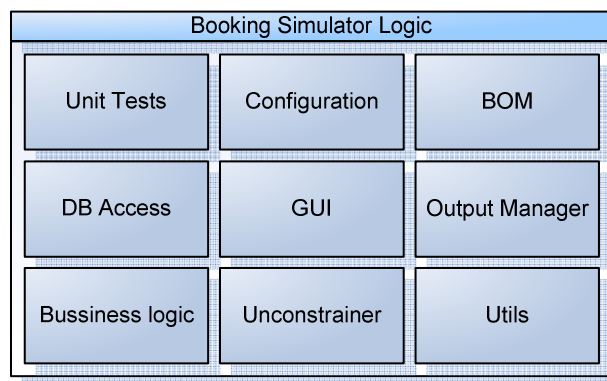 Booking Simulator Logic
Unit Tests
Configuration
BOM
DB Access
GUI
Output Manager
Bussiness logic
Unconstrainer
Utils